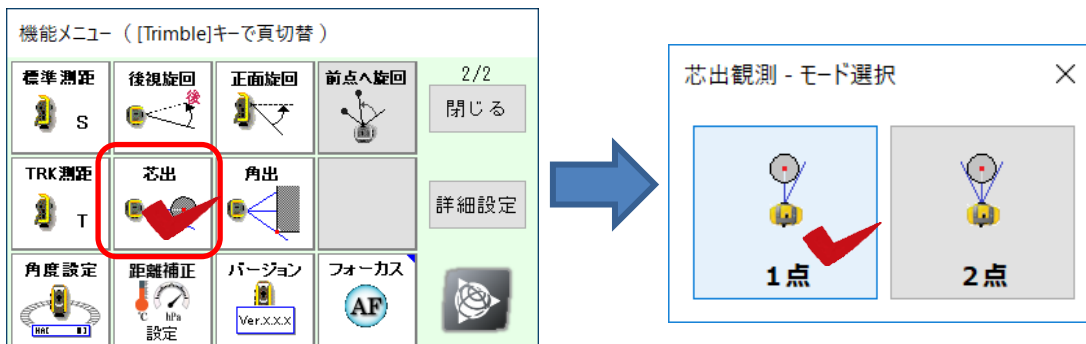 機能メニュー（ [Trimble]キーで頁切替 ）
標準測距
S
後視旋回
後
正面旋回
前点へ旋回
2/2
閉じる
TRK測距
T
芯出
角出
詳細設定
角度設定
HAC
距離補正
℃ hPa
設定
バージョン
Ver.X.X.X
フォーカス
AF
芯出観測 - モード選択
1点
2点